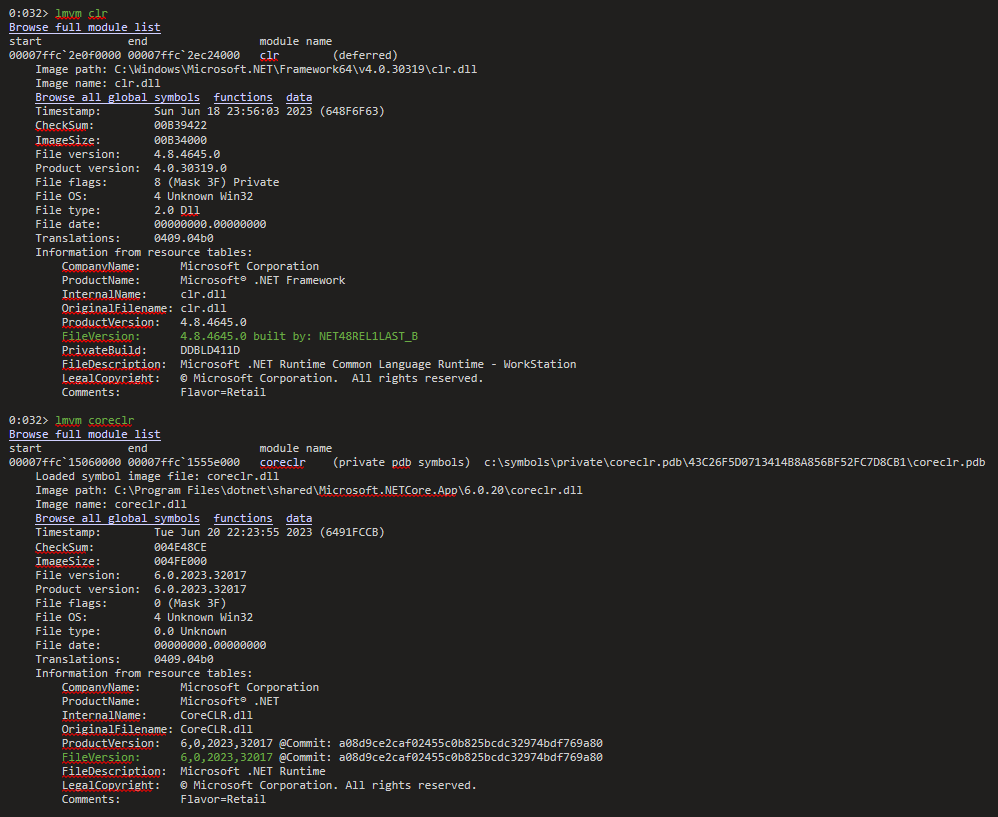 0:032> lmvm clr
Browse full module list
start end module name
00007ffc`2e0f0000 00007ffc`2ec24000 clr (deferred)
Image path: C:\Windows\Microsoft.NET\Framework64\v4.0.30319\clr.dll
Image name: clr.dll
Browse all global symbols functions data
Timestamp: Sun Jun 18 23:56:03 2023 (648F6F63)
CheckSum: 00B39422
ImageSize: 00B34000
File version: 4.8.4645.0
Product version: 4.0.30319.0
File flags: 8 (Mask 3F) Private
File OS: 4 Unknown Win32
File type: 2.0 Dll
File date: 00000000.00000000
Translations: 0409.04b0
Information from resource tables:
CompanyName: Microsoft Corporation
ProductName: Microsoft® .NET Framework
InternalName: clr.dll
OriginalFilename: clr.dll
ProductVersion: 4.8.4645.0
FileVersion: 4.8.4645.0 built by: NET48REL1LAST_B
PrivateBuild: DDBLD411D
FileDescription: Microsoft .NET Runtime Common Language Runtime - WorkStation
LegalCopyright: © Microsoft Corporation. All rights reserved.
Comments: Flavor=Retail
0:032> lmvm coreclr
Browse full module list
start end module name
00007ffc`15060000 00007ffc`1555e000 coreclr (private pdb symbols) c:\symbols\private\coreclr.pdb\43C26F5D0713414B8A856BF52FC7D8CB1\coreclr.pdb
Loaded symbol image file: coreclr.dll
Image path: C:\Program Files\dotnet\shared\Microsoft.NETCore.App\6.0.20\coreclr.dll
Image name: coreclr.dll
Browse all global symbols functions data
Timestamp: Tue Jun 20 22:23:55 2023 (6491FCCB)
CheckSum: 004E48CE
ImageSize: 004FE000
File version: 6.0.2023.32017
Product version: 6.0.2023.32017
File flags: 0 (Mask 3F)
File OS: 4 Unknown Win32
File type: 0.0 Unknown
File date: 00000000.00000000
Translations: 0409.04b0
Information from resource tables:
CompanyName: Microsoft Corporation
ProductName: Microsoft® .NET
InternalName: CoreCLR.dll
OriginalFilename: CoreCLR.dll
ProductVersion: 6,0,2023,32017 @Commit: a08d9ce2caf02455c0b825bcdc32974bdf769a80
FileVersion: 6,0,2023,32017 @Commit: a08d9ce2caf02455c0b825bcdc32974bdf769a80
FileDescription: Microsoft .NET Runtime
LegalCopyright: © Microsoft Corporation. All rights reserved.
Comments: Flavor=Retail